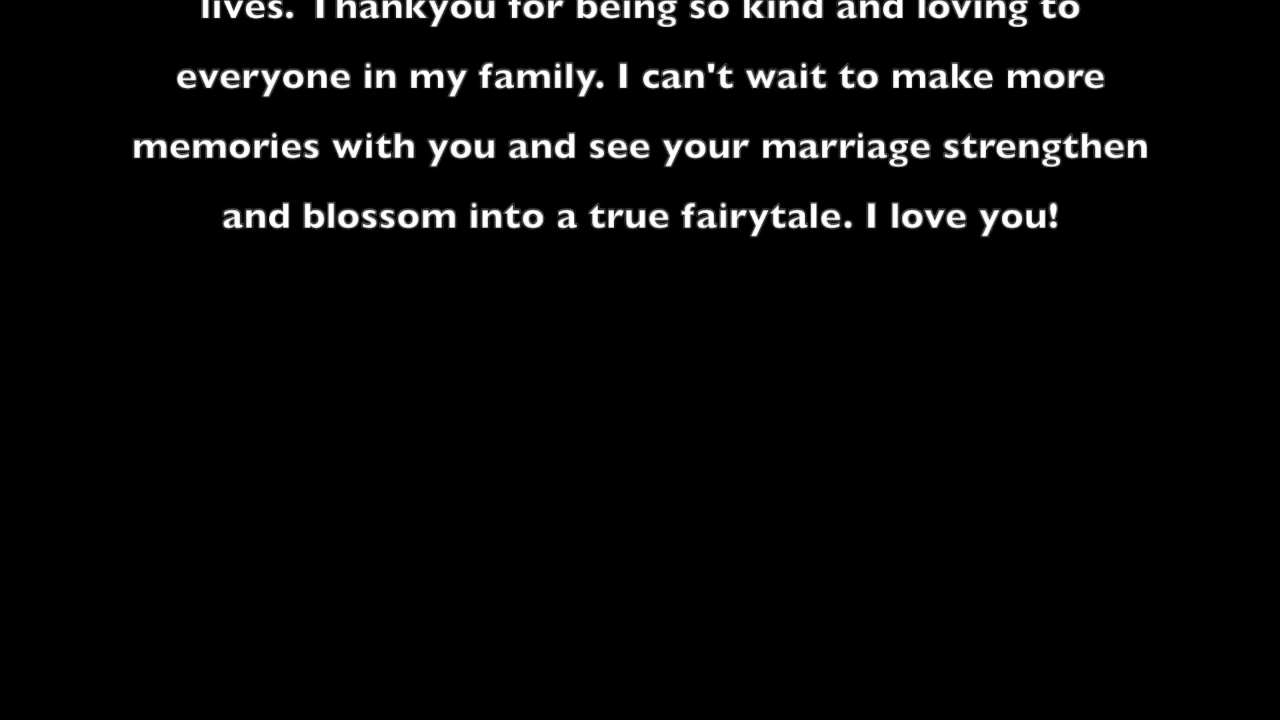 lives. Thankyou for being so kind and loving to
everyone in my family. I can't wait to make more
memories with you and see your marriage strengthen
and blossom into a true fairytale. I love you!